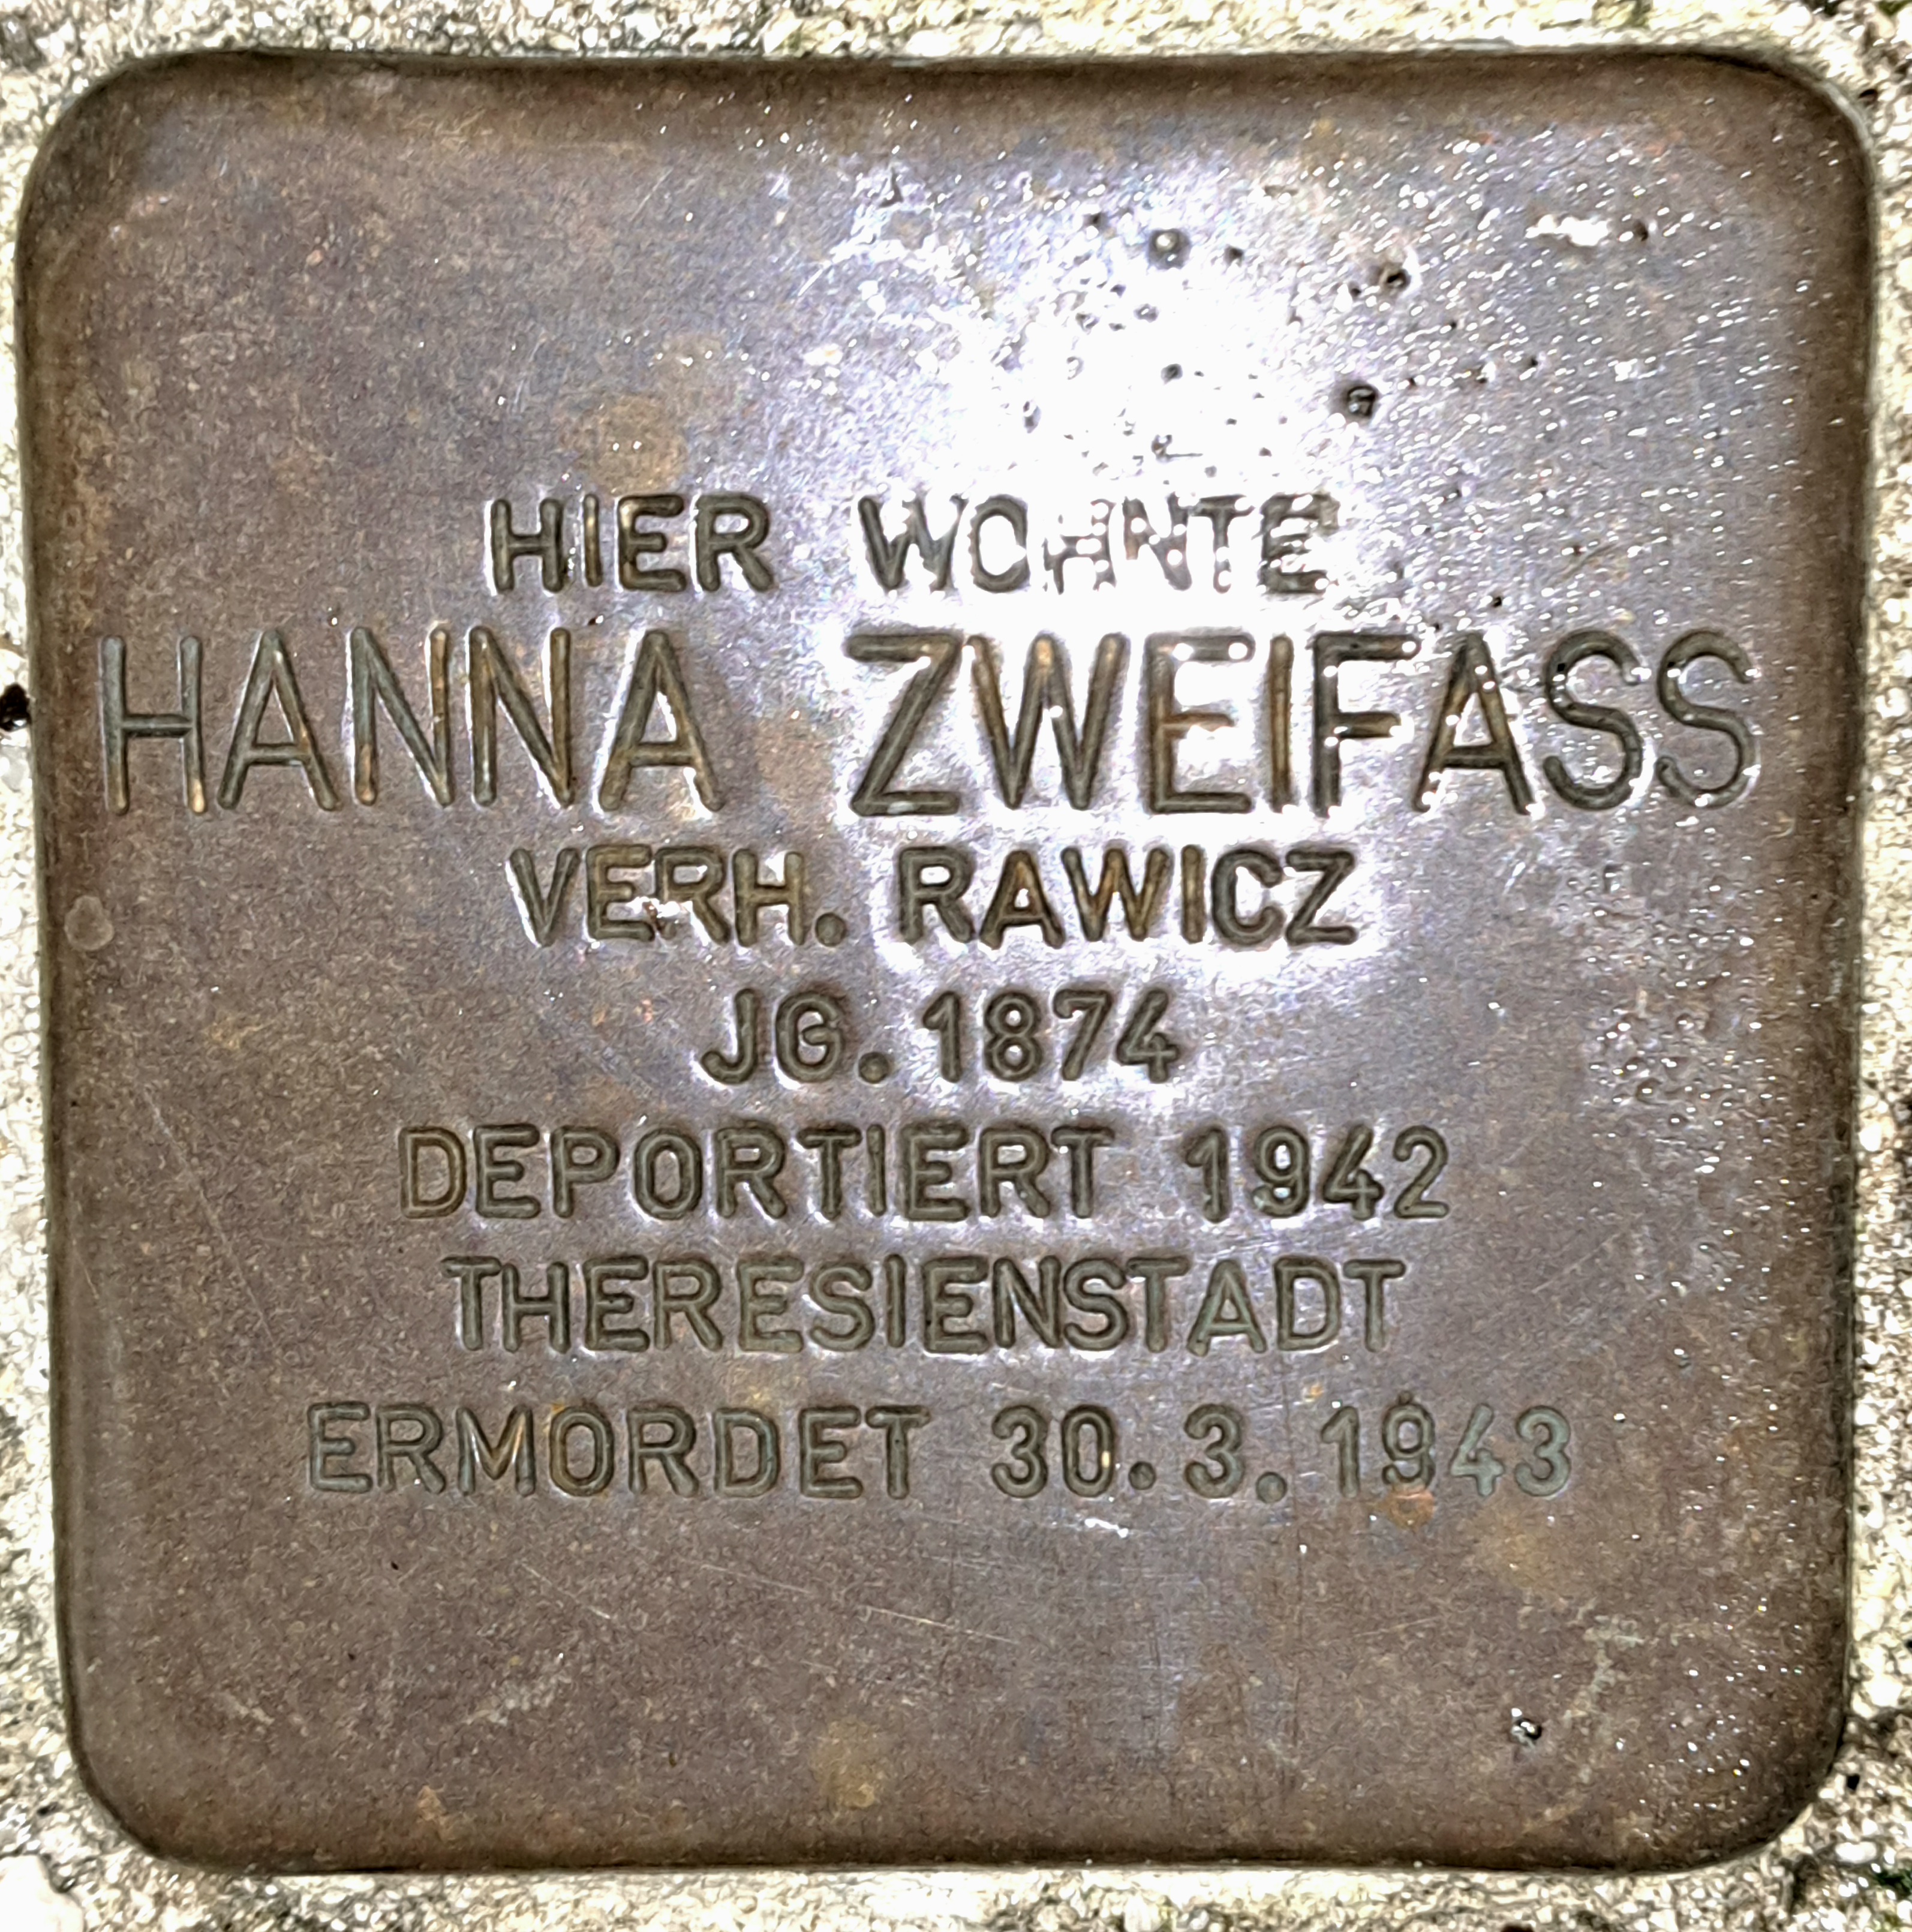 HIER WOHNTE
HANNA ZWEIFASS
VERH. RAWICZ
JG. 1874
DEPORTIERT 1942
THERESIENSTADT
ERMORDET 30.3.1943